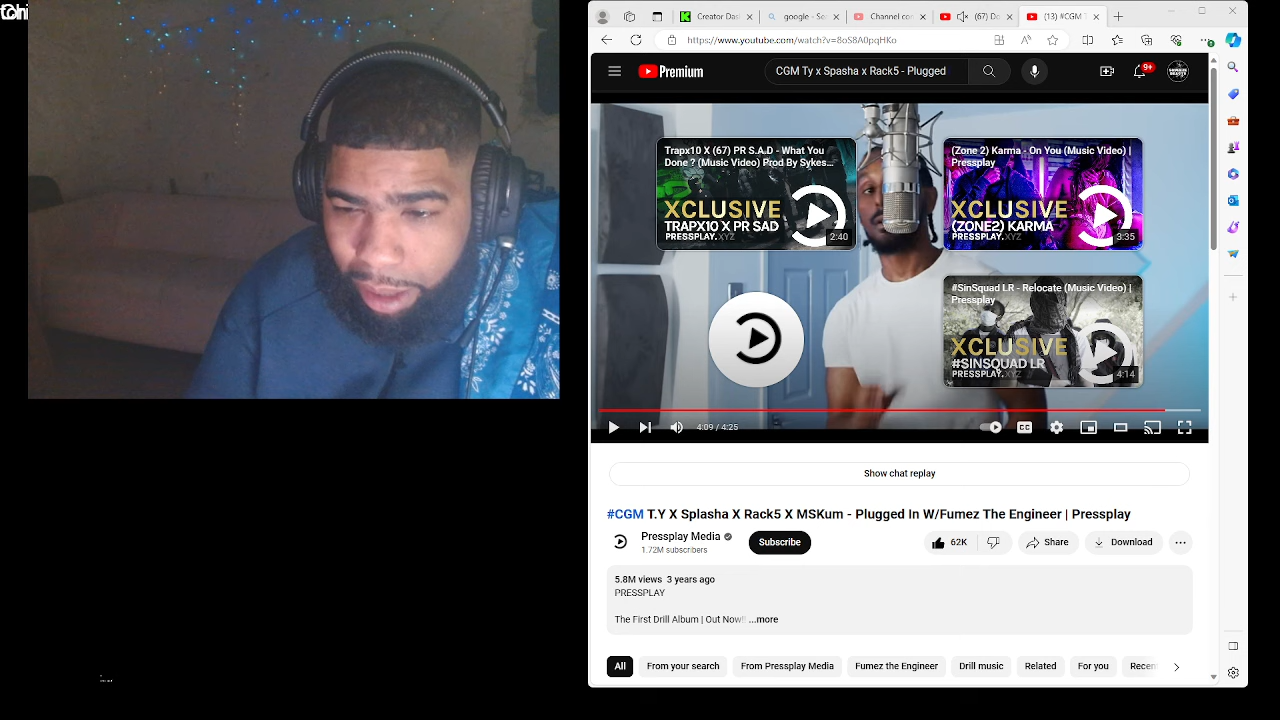 Creator Das
google - Se
Channel cor
(67) Do
(13) #CGM T
https://www.youtube.com/watch?v=8oS8A0pqHKo
Premium
CGM Ty x Spasha x Rack5 - Plugged
9+
Trapx10 X (67) PR S.A.D - What You
Done ? (Music Video) Prod By Sykes...
XCLUSIVE
TRAPX10 X PR SAD
PRESSPLAY.XYZ
2:40
(Zone 2) Karma - On You (Music Video) |
Pressplay
XCLUSIVE
(ZONE2) KARMA
PRESSPLAY.XYZ
3:35
#SinSquad LR - Relocate (Music Video) |
Pressplay
XCLUSIVE
#SINSQUAD LR
PRESSPLAY.XYZ
4:14
4:09 / 4:25
CC
Show chat replay
#CGM T.Y X Splasha X Rack5 X MSKum - Plugged In W/Fumez The Engineer | Pressplay
Pressplay Media
1.72M subscribers
Subscribe
62K
Share
Download
5.8M views 3 years ago
PRESSPLAY
The First Drill Album | Out Now!! ...more
All
From your search
From Pressplay Media
Fumez the Engineer
Drill music
Related
For you
Recen